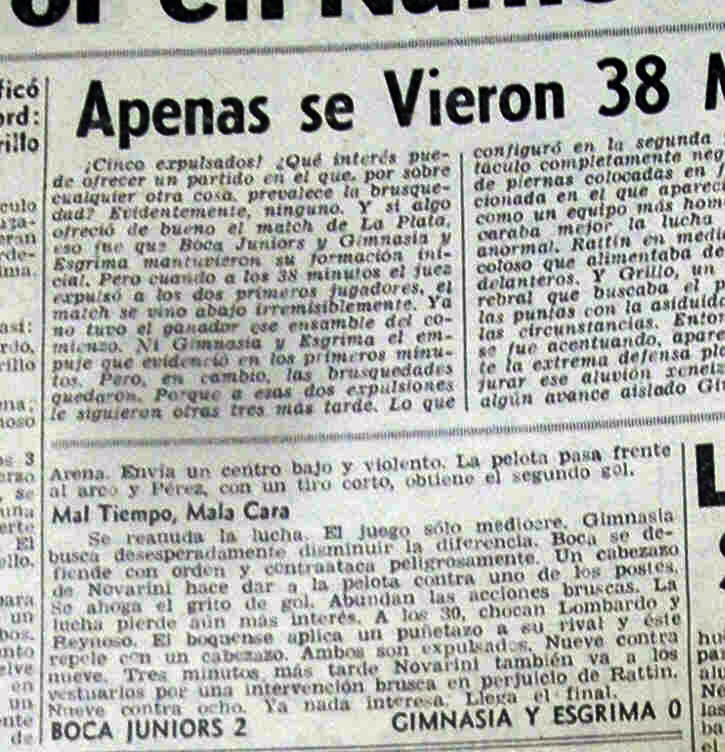 or en Nú
Apenas se Vieron 38 M
¡Cinco expulsados! ¿Qué interés pue-
de ofrecer un partido en el que, por sobre
cualquier otra cosa, prevalece la brusque-
dad? Evidentemente, ninguno. Y si algo
ofreció de bueno el match de La Plata,
eso fue que Boca Juniors y Gimnasia y
Esgrima mantuvieron su formación ini-
cial. Pero cuando a los 38 minutos el juez
expulsó a los dos primeros jugadores, el
match se vino abajo irremisiblemente. Ya
no tuvo el ganador ese ensamble del co-
mienzo. Ni Gimnasia y Esgrima el em-
puje que evidenció en los primeros minu-
tos. Pero, en cambio, las brusquedades
quedaron. Porque a esas dos expulsiones
le siguieron otras tres más tarde. Lo que
configuró en la segunda
táculo completamente neg
de piernas colocadas en f
cionada en el que aparec
como un equipo más hom
caraba mejor la lucha
anormal. Rattín en medi
coloso que alimentaba de
delanteros. Y Grillo, un
rebral que buscaba el p
las puntas con la asiduid
las circunstancias. Enton
se fue acentuando, apare
te la extrema defensa pla
jurar ese aluvión xeneiz
algún avance aislado G
Arena. Envía un centro bajo y violento. La pelota pasa frente
al arco y Pérez, con un tiro corto, obtiene el segundo gol.
Mal Tiempo, Mala Cara
Se reanuda la lucha. El juego sólo mediocre. Gimnasia
busca desesperadamente disminuir la diferencia. Boca se de-
fiende con orden y contraataca peligrosamente. Un cabezazo
de Novarini hace dar a la pelota contra uno de los postes.
Se ahoga el grito de gol. Abundan las acciones bruscas. La
lucha pierde aún más interés. A los 30, chocan Lombardo y
Reynoso. El boquense aplica un puñetazo a su rival y éste
repele con un cabezazo. Ambos son expulsados. Nueve contra
nueve. Tres minutos más tarde Novarini también va a los
vestuarios por una intervención brusca en perjuicio de Rattin.
Nueve contra ocho. Ya nada interesa. Llega el final.
BOCA JUNIORS 2 GIMNASIA Y ESGRIMA 0